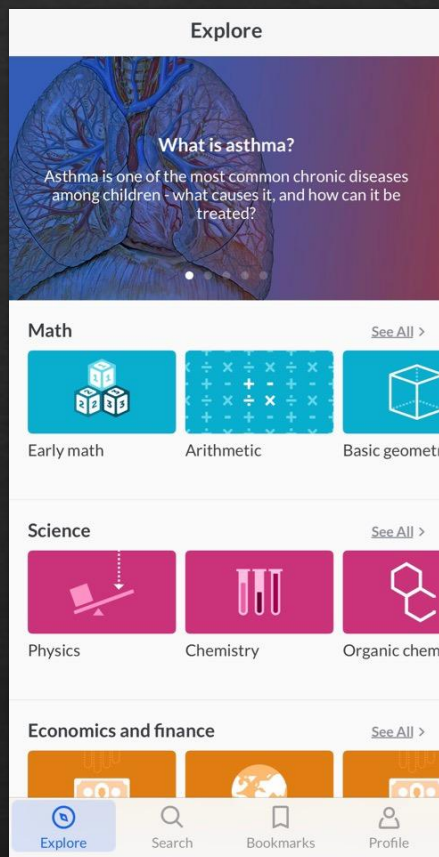 Explore
What is asthma?
Asthma is one of the most common chronic diseases
among children - what causes it, and how can it be
treated?
Math
See All >
Early math
Arithmetic
Basic geometr
Science
See All >
Physics
Chemistry
Organic chem
Economics and finance
See All >
Explore
Search
Bookmarks
Profile